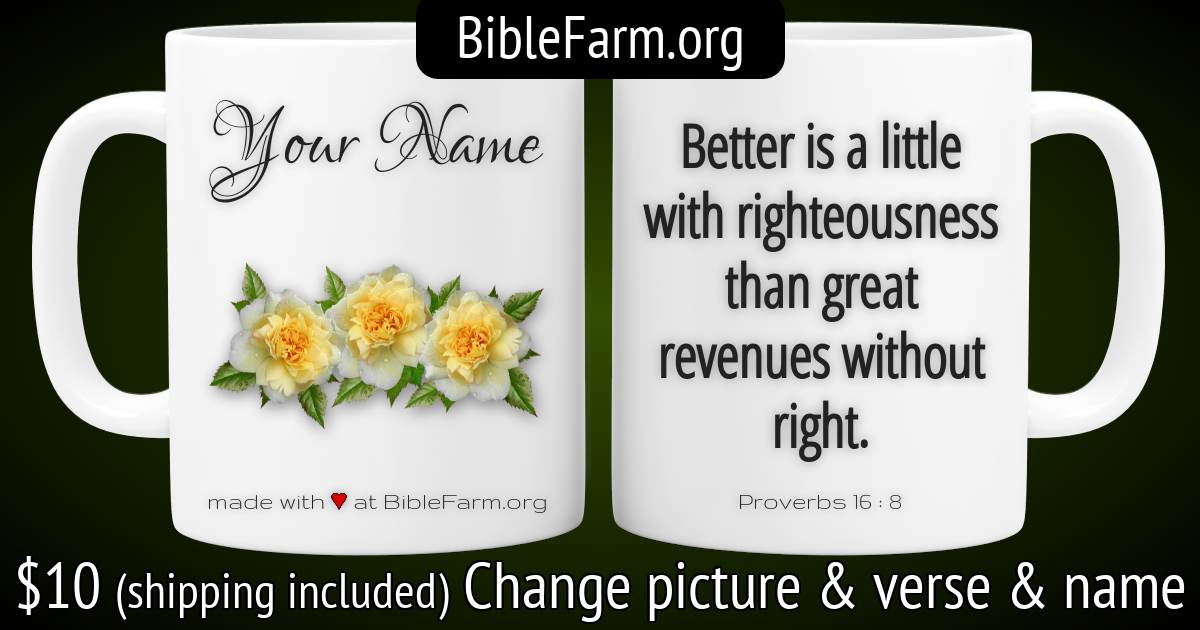 BibleFarm.org
Your Name
made with ♥ at BibleFarm.org
Better is a little
with righteousness
than great
revenues without
right.
Proverbs 16 : 8
$10 (shipping included) Change picture & verse & name